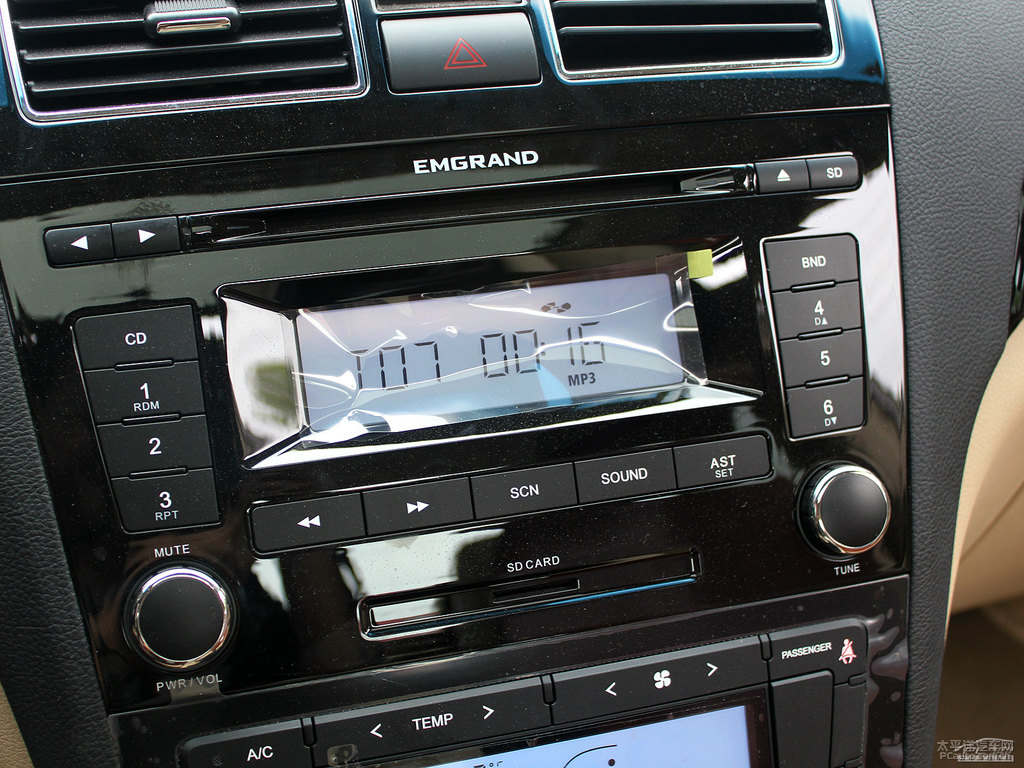 EMGRAND
SD
BND
CD
4
D▲
1
RDM
5
T07 00:16
MP3
2
6
D▼
3
RPT
SCN
SOUND
AST
SET
MUTE
SD CARD
TUNE
PWR / VOL
PASSENGER
< TEMP >
< >
A/C
°F
太平洋汽车网
PCauto.com.cn